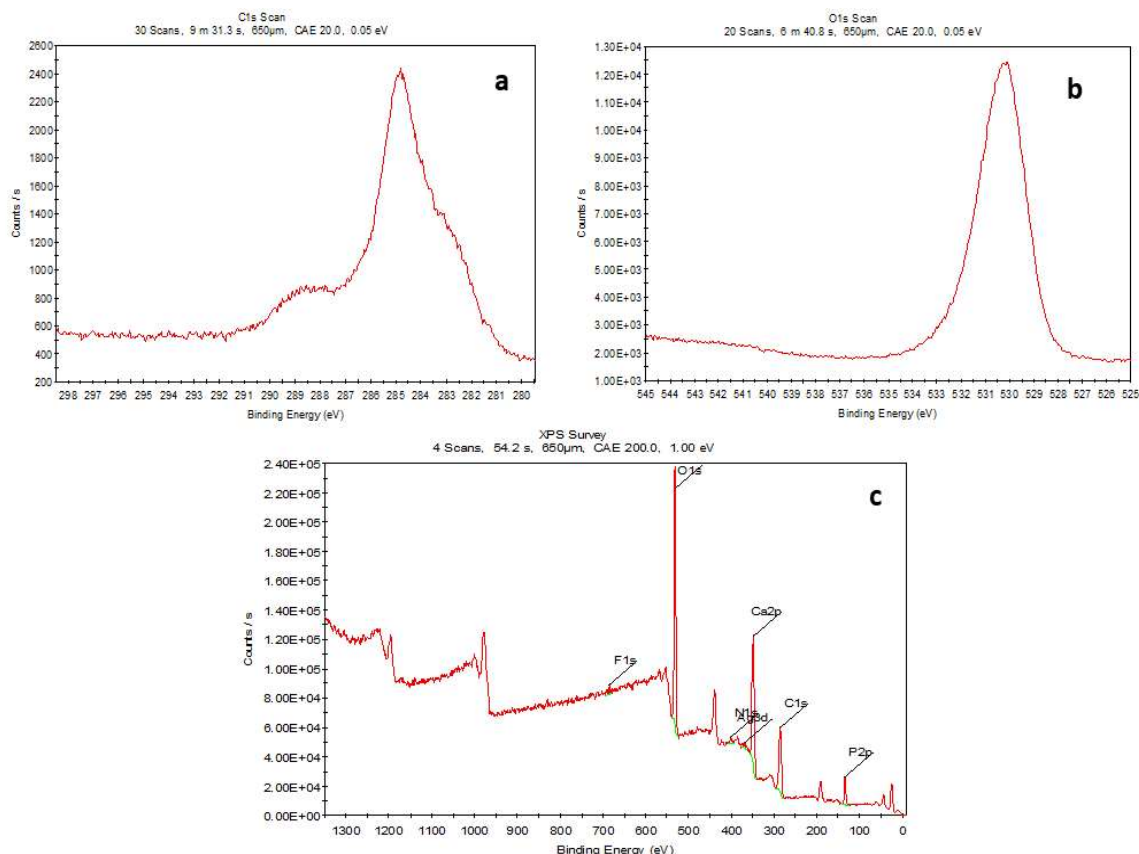 C1s Scan
30 Scans, 9 m 31.3 s, 650µm, CAE 20.0, 0.05 eV
a
2600
2400
2200
2000
1800
1600
1400
1200
1000
800
600
400
200
Counts / s
298 297 296 295 294 293 292 291 290 289 288 287 286 285 284 283 282 281 280
Binding Energy (eV)
O1s Scan
20 Scans, 6 m 40.8 s, 650µm, CAE 20.0, 0.05 eV
b
1.30E+04
1.20E+04
1.10E+04
1.00E+04
9.00E+03
8.00E+03
7.00E+03
6.00E+03
5.00E+03
4.00E+03
3.00E+03
2.00E+03
1.00E+03
Counts / s
545 544 543 542 541 540 539 538 537 536 535 534 533 532 531 530 529 528 527 526 525
Binding Energy (eV)
XPS Survey
4 Scans, 54.2 s, 650µm, CAE 200.0, 1.00 eV
c
2.40E+05
2.20E+05
2.00E+05
1.80E+05
1.60E+05
1.40E+05
1.20E+05
1.00E+05
8.00E+04
6.00E+04
4.00E+04
2.00E+04
0.00E+00
Counts / s
O1s
Ca2p
F1s
N1s
Ag3d
C1s
P2p
1300 1200 1100 1000 900 800 700 600 500 400 300 200 100 0
Binding Energy (eV)